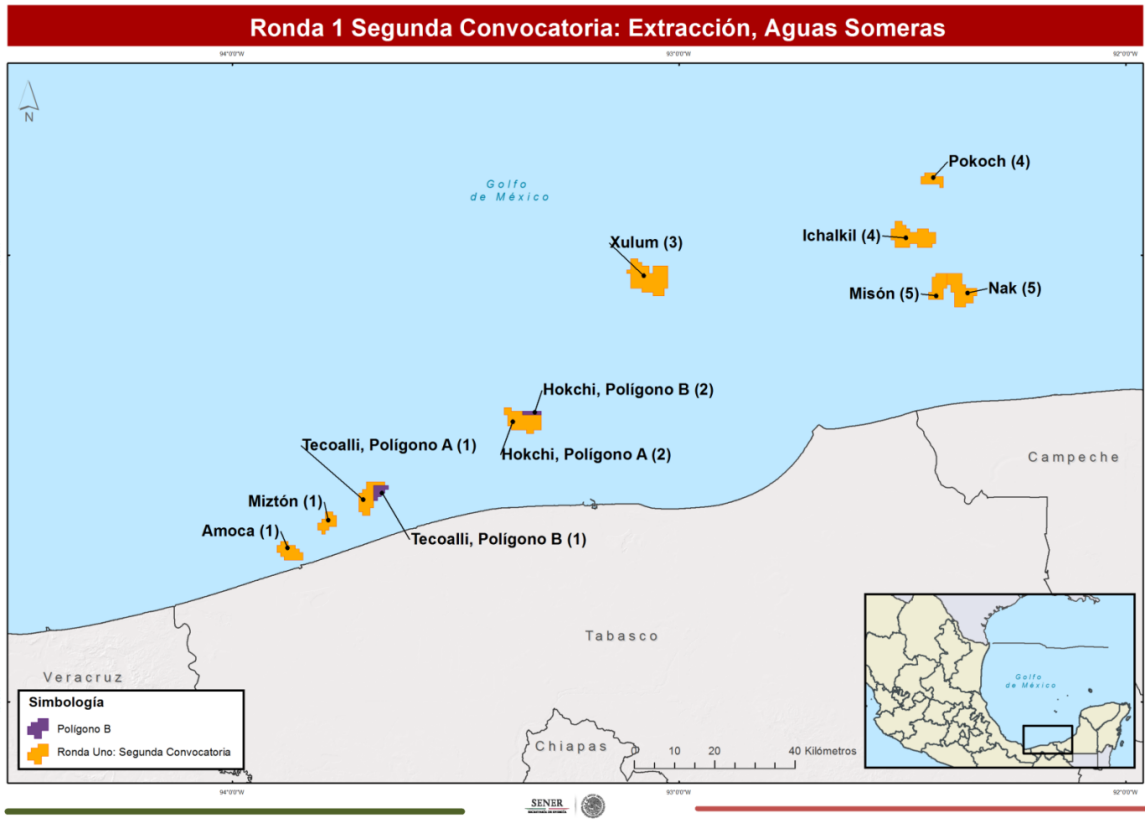 Ronda 1 Segunda Convocatoria: Extracción, Aguas Someras
94°0'0"W
93°0'0"W
92°0'0"W
N
Golfo
de México
Pokoch (4)
Ichalkil (4)
Xulum (3)
Misón (5)
Nak (5)
Hokchi, Polígono B (2)
Hokchi, Polígono A (2)
Tecoalli, Polígono A (1)
Miztón (1)
Amoca (1)
Tecoalli, Polígono B (1)
Campeche
Tabasco
Veracruz
Chiapas
Simbología
Polígono B
Ronda Uno: Segunda Convocatoria
0 10 20 40 Kilómetros
Golfo
de México
94°0'0"W
93°0'0"W
92°0'0"W
SENER